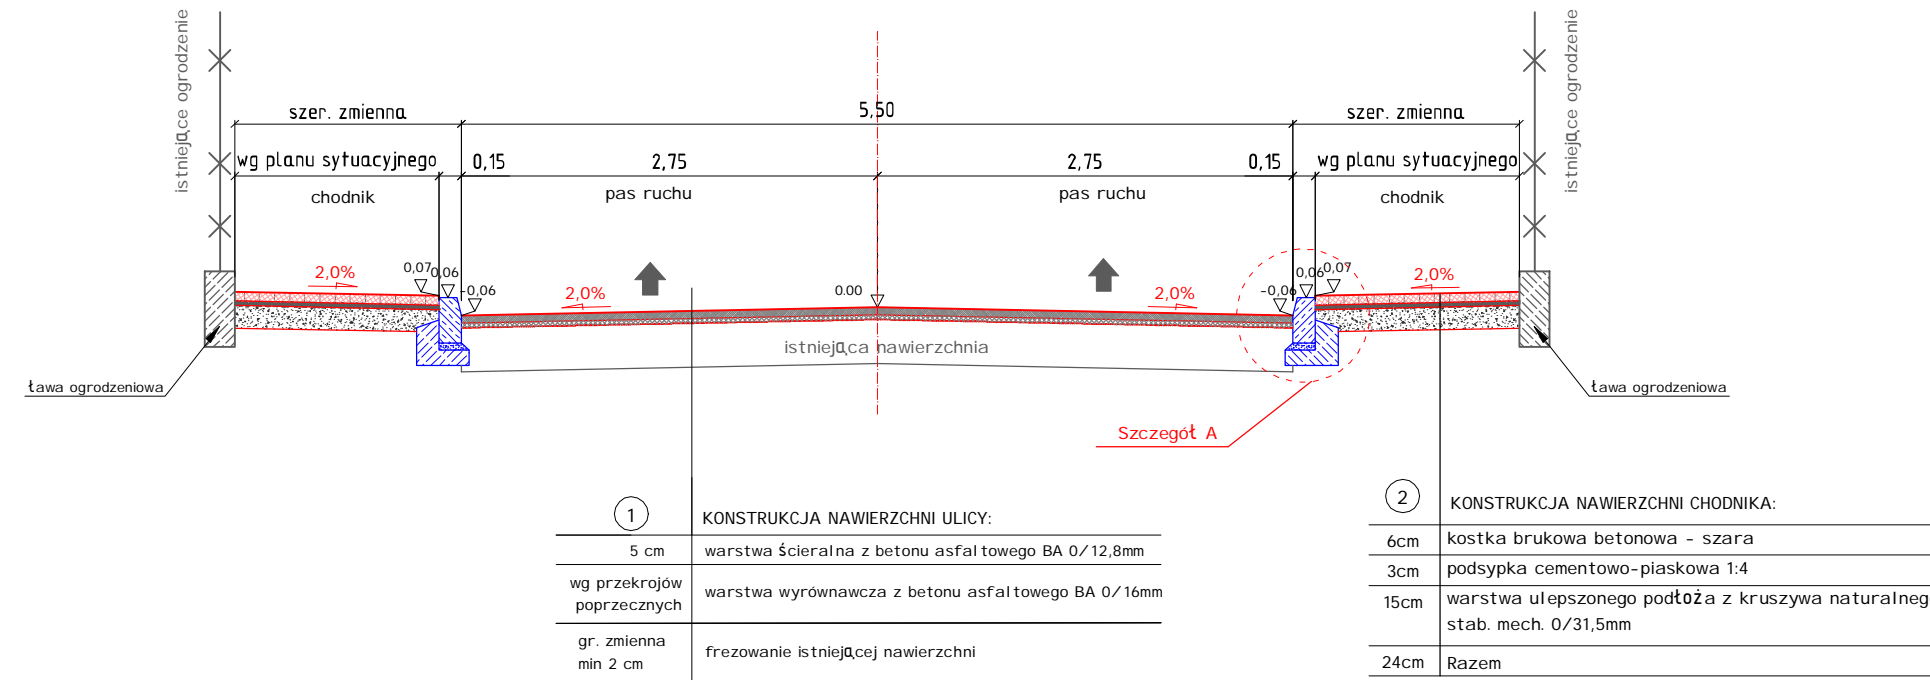 istniejące ogrodzenie
istniejące ogrodzenie
szer. zmienna
5,50
szer. zmienna
wg planu sytuacyjnego
0,15
2,75
2,75
0,15
wg planu sytuacyjnego
chodnik
pas ruchu
pas ruchu
chodnik
2,0%
0,07
0,06
-0,06
2,0%
0.00
2,0%
-0,06
0,06
0,07
2,0%
istniejąca nawierzchnia
ława ogrodzeniowa
ława ogrodzeniowa
Szczegół A
1
KONSTRUKCJA NAWIERZCHNI ULICY:
5 cm
warstwa ścieralna z betonu asfaltowego BA 0/12,8mm
wg przekrojów
poprzecznych
warstwa wyrównawcza z betonu asfaltowego BA 0/16mm
gr. zmienna
min 2 cm
frezowanie istniejącej nawierzchni
2
KONSTRUKCJA NAWIERZCHNI CHODNIKA:
6cm
kostka brukowa betonowa - szara
3cm
podsypka cementowo-piaskowa 1:4
15cm
warstwa ulepszonego podłoża z kruszywa naturalneg
stab. mech. 0/31,5mm
24cm
Razem